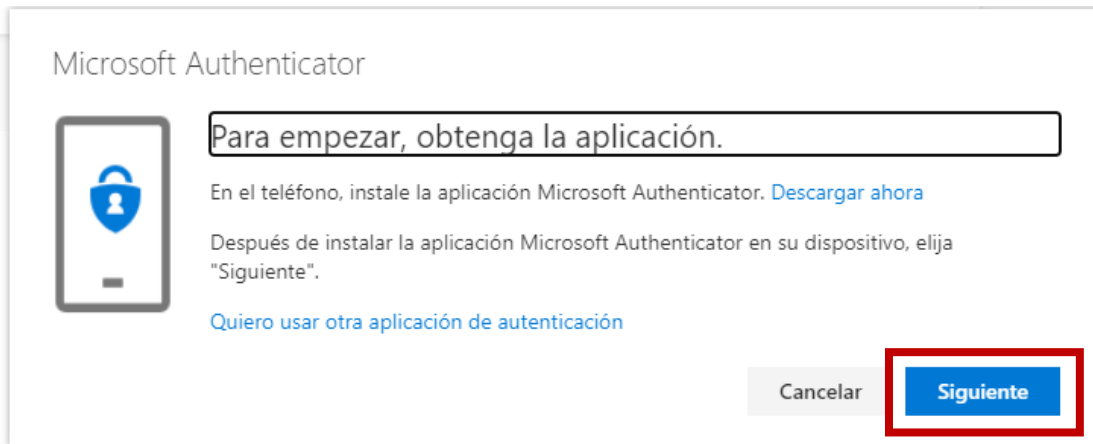 Microsoft Authenticator
Para empezar, obtenga la aplicación.
En el teléfono, instale la aplicación Microsoft Authenticator. Descargar ahora
Después de instalar la aplicación Microsoft Authenticator en su dispositivo, elija
"Siguiente".
Quiero usar otra aplicación de autenticación
Cancelar Siguiente